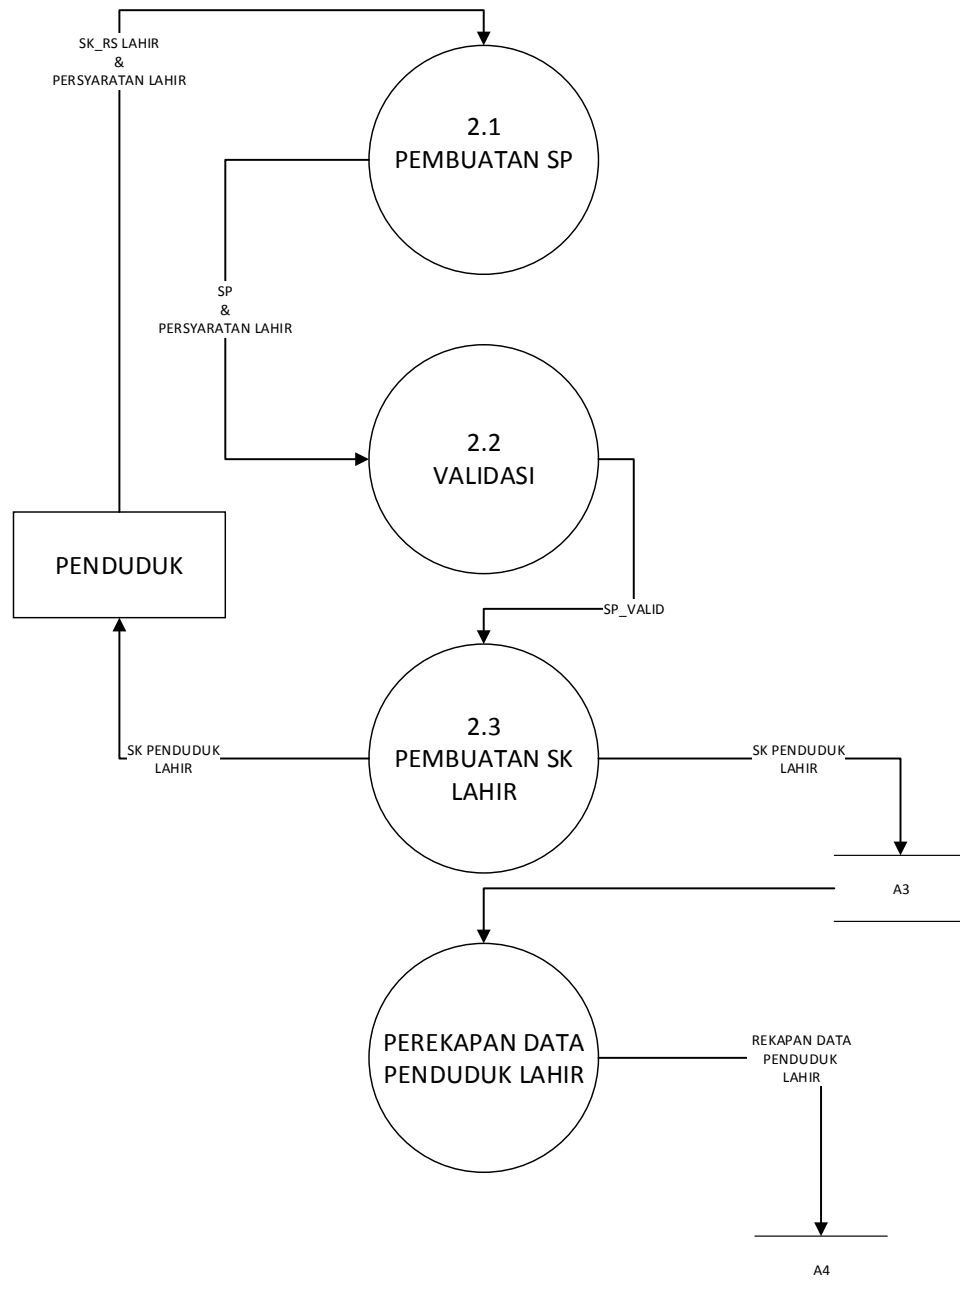 SK_RS LAHIR
&
PERSYARATAN LAHIR
2.1
PEMBUATAN SP
SP
&
PERSYARATAN LAHIR
2.2
VALIDASI
PENDUDUK
SP_VALID
2.3
PEMBUATAN SK
LAHIR
SK PENDUDUK
LAHIR
SK PENDUDUK
LAHIR
A3
PEREKAPAN DATA
PENDUDUK LAHIR
REKAPAN DATA
PENDUDUK
LAHIR
A4